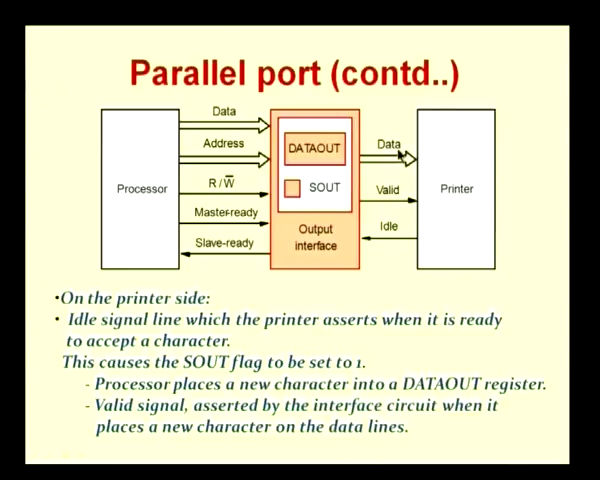 Parallel port (contd..)
Data
Address
R / W̅
Master-ready
Slave-ready
Processor
DATAOUT
SOUT
Output
interface
Data
Valid
Idle
Printer
•On the printer side:
• Idle signal line which the printer asserts when it is ready
to accept a character.
This causes the SOUT flag to be set to 1.
- Processor places a new character into a DATAOUT register.
- Valid signal, asserted by the interface circuit when it
places a new character on the data lines.